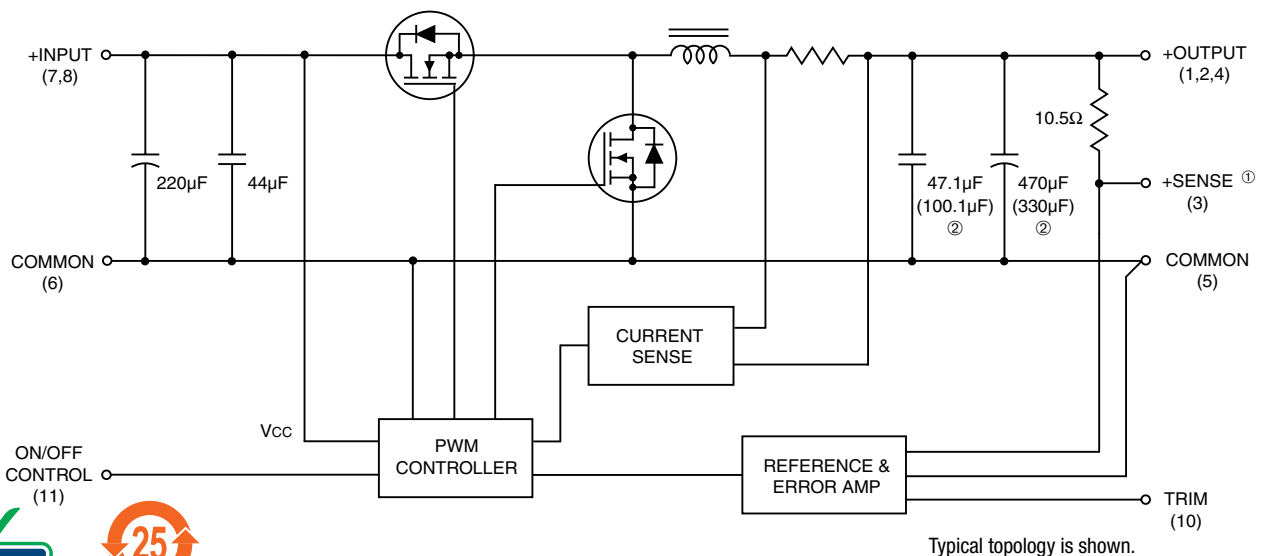 +INPUT
(7,8)
+OUTPUT
(1,2,4)
10.5Ω
220µF
44µF
47.1µF
(100.1µF)
②
470µF
(330µF)
②
+SENSE ①
(3)
COMMON
(6)
COMMON
(5)
CURRENT
SENSE
VCC
PWM
CONTROLLER
ON/OFF
CONTROL
(11)
REFERENCE &
ERROR AMP
TRIM
(10)
25
Typical topology is shown.